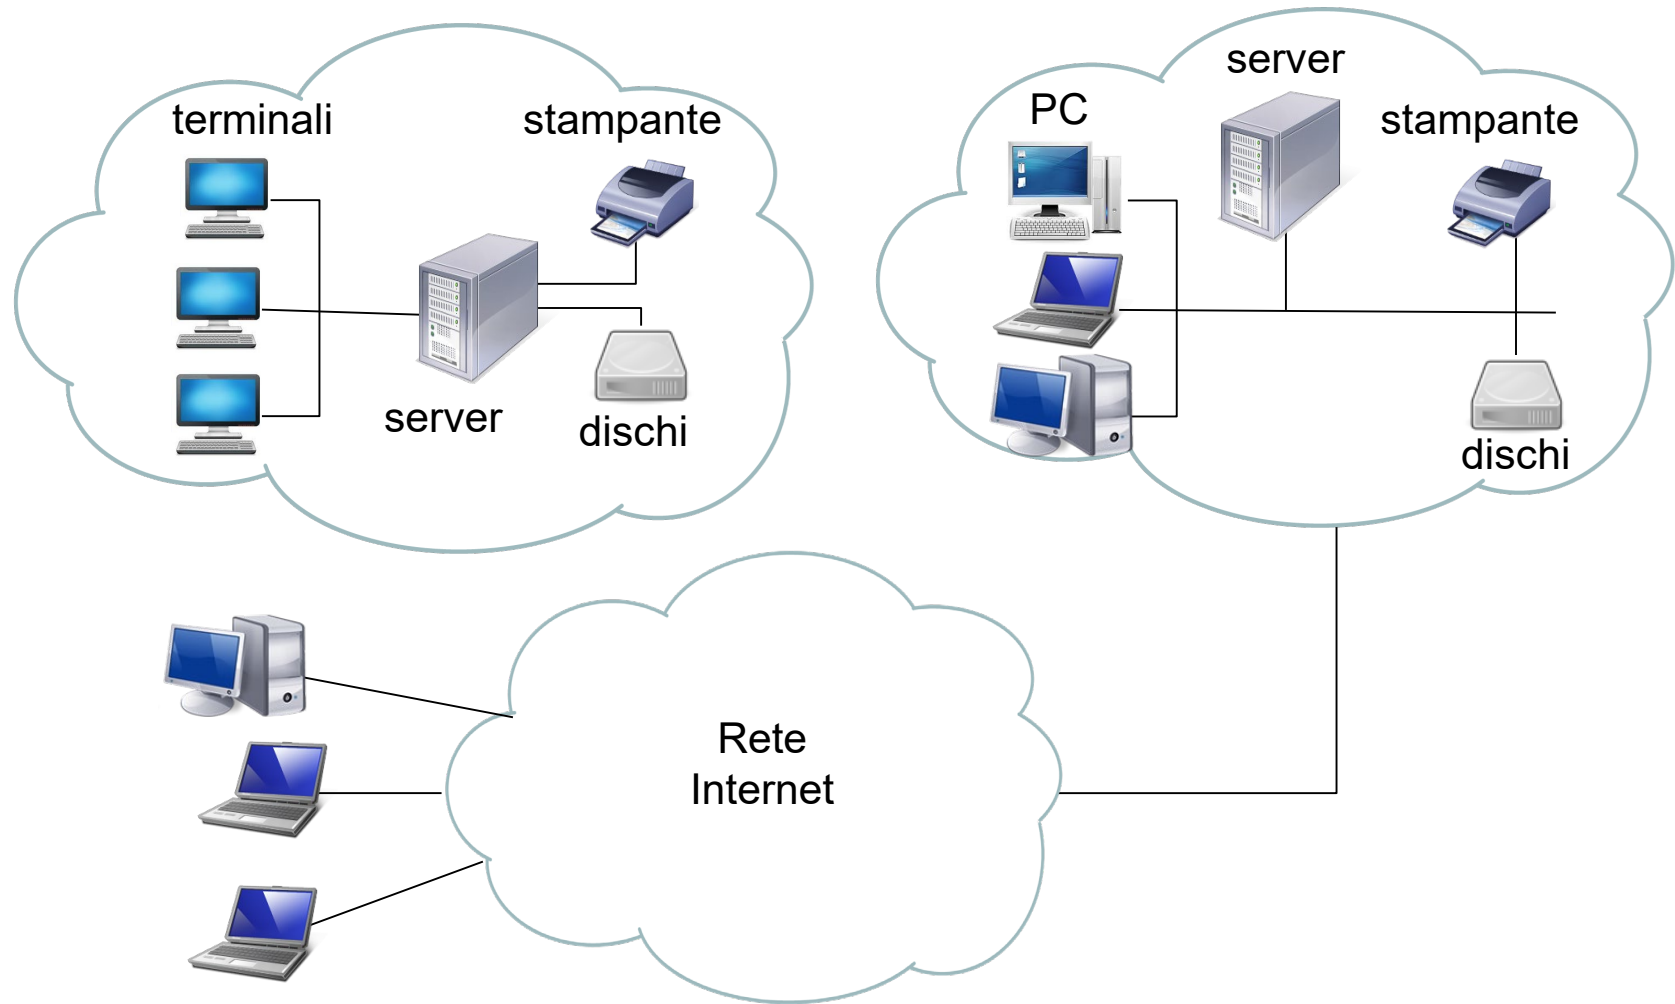 terminali
stampante
server
dischi
server
PC
stampante
dischi
Rete
Internet